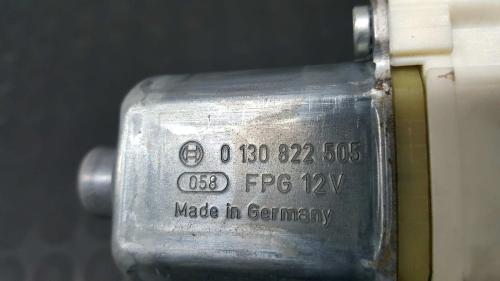 0 130 822 505
058 FPG 12V
Made in Germany